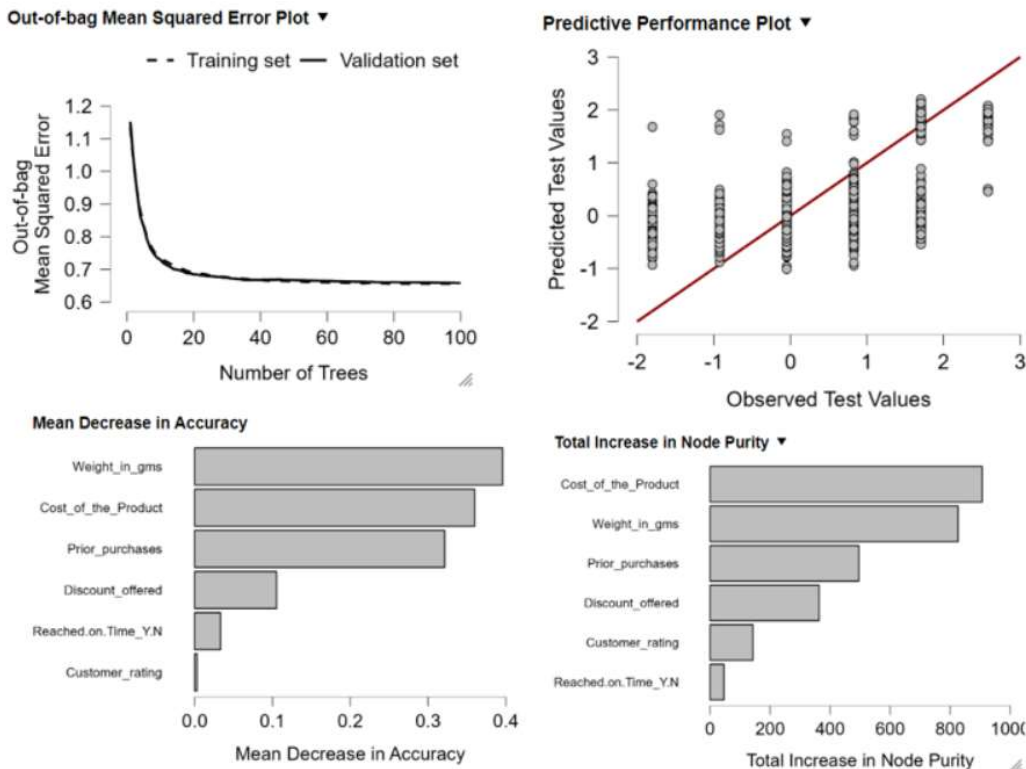 Out-of-bag Mean Squared Error Plot ▼
Training set Validation set
Out-of-bag
Mean Squared Error
1.2
1.1
1.0
0.9
0.8
0.7
0.6
0 20 40 60 80 100
Number of Trees
Predictive Performance Plot ▼
Predicted Test Values
3
2
1
0
-1
-2
-2 -1 0 1 2 3
Observed Test Values
Mean Decrease in Accuracy
Weight_in_gms
Cost_of_the_Product
Prior_purchases
Discount_offered
Reached.on.Time_Y.N
Customer_rating
0.0 0.1 0.2 0.3 0.4
Mean Decrease in Accuracy
Total Increase in Node Purity ▼
Cost_of_the_Product
Weight_in_gms
Prior_purchases
Discount_offered
Customer_rating
Reached.on.Time_Y.N
0 200 400 600 800 1000
Total Increase in Node Purity